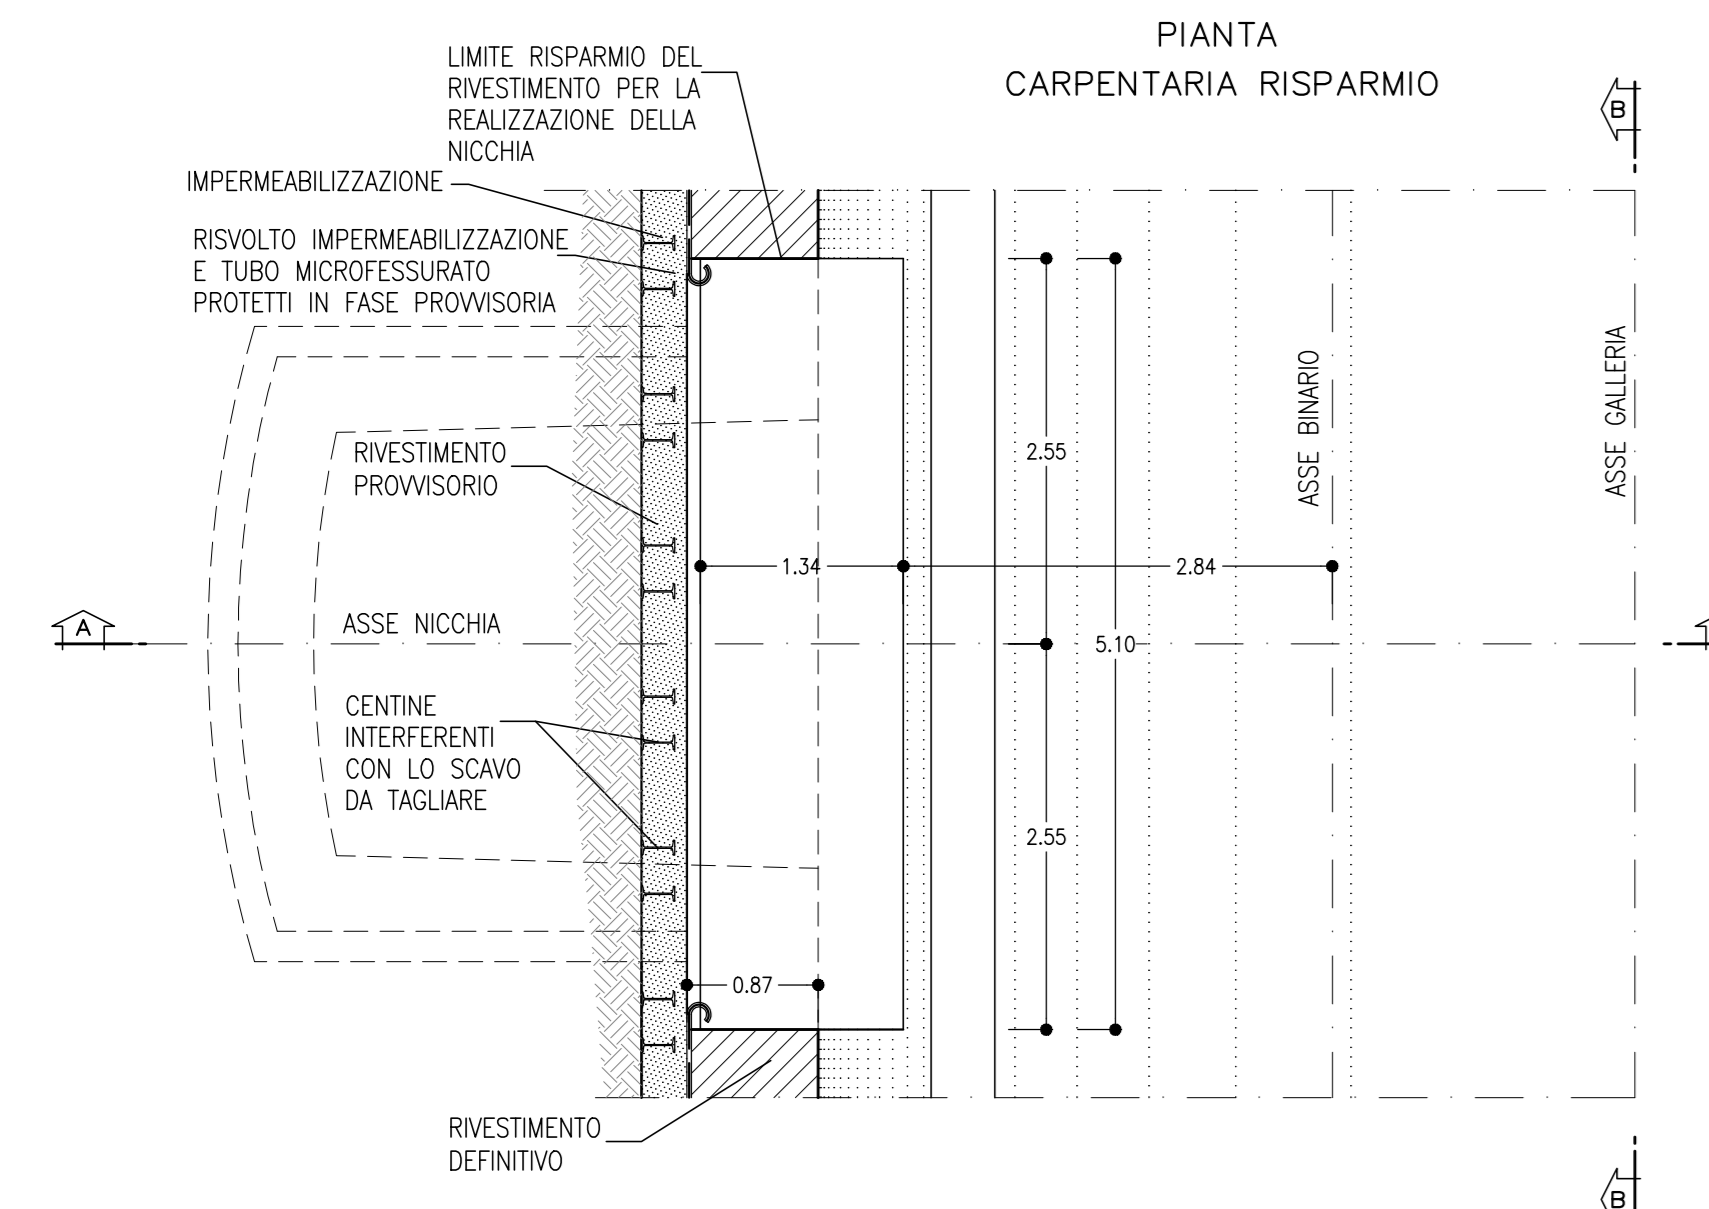 PIANTA
CARPENTARIA RISPARMIO
LIMITE RISPARMIO DEL
RIVESTIMENTO PER LA
REALIZZAZIONE DELLA
NICCHIA
B
IMPERMEABILIZZAZIONE
RISVOLTO IMPERMEABILIZZAZIONE
E TUBO MICROFESSURATO
PROTETTI IN FASE PROVVISORIA
ASSE BINARIO
ASSE GALLERIA
RIVESTIMENTO
PROVVISORIO
2.55
1.34
2.84
A
ASSE NICCHIA
5.10
CENTINE
INTERFERENTI
CON LO SCAVO
DA TAGLIARE
2.55
0.87
RIVESTIMENTO
DEFINITIVO
B